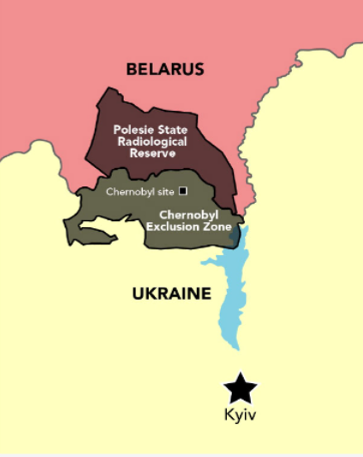 BELARUS
Polesie State
Radiological
Reserve
Chernobyl site
Chernobyl
Exclusion Zone
UKRAINE
Kyiv